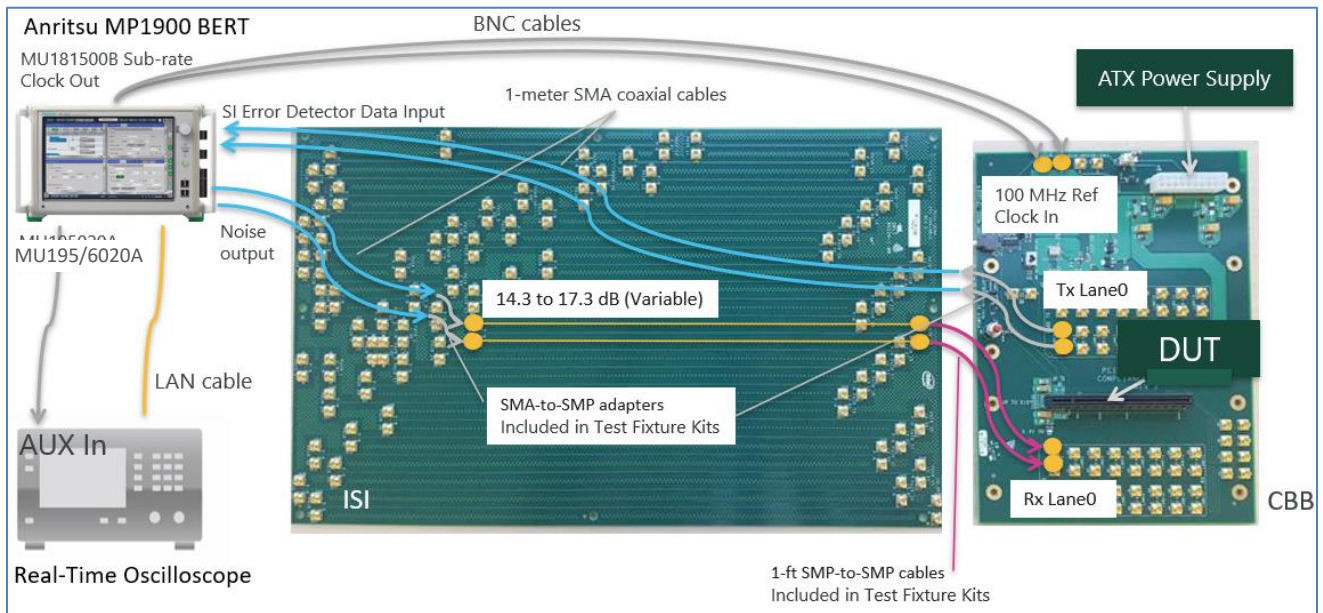 Anritsu MP1900 BERT
BNC cables
MU181500B Sub-rate
Clock Out
ATX Power Supply
1-meter SMA coaxial cables
SI Error Detector Data Input
100 MHz Ref
Clock In
Noise
output
MU195/6020A
14.3 to 17.3 dB (Variable)
Tx Lane0
DUT
LAN cable
SMA-to-SMP adapters
Included in Test Fixture Kits
AUX In
ISI
Rx Lane0
CBB
Real-Time Oscilloscope
1-ft SMP-to-SMP cables
Included in Test Fixture Kits